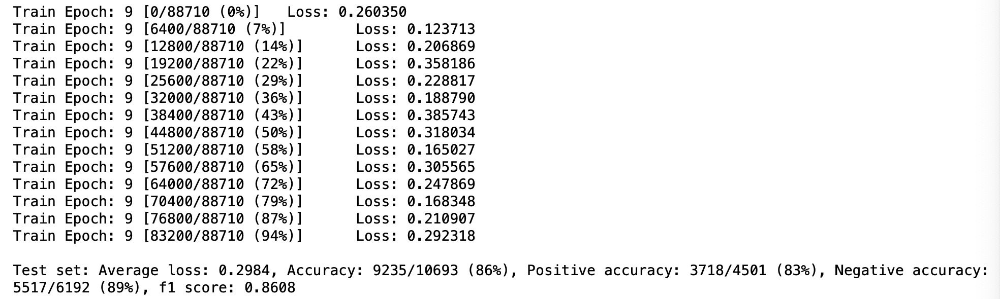 Train Epoch: 9 [0/88710 (0%)]	Loss: 0.260350
Train Epoch: 9 [6400/88710 (7%)]	Loss: 0.123713
Train Epoch: 9 [12800/88710 (14%)]	Loss: 0.206869
Train Epoch: 9 [19200/88710 (22%)]	Loss: 0.358186
Train Epoch: 9 [25600/88710 (29%)]	Loss: 0.228817
Train Epoch: 9 [32000/88710 (36%)]	Loss: 0.188790
Train Epoch: 9 [38400/88710 (43%)]	Loss: 0.385743
Train Epoch: 9 [44800/88710 (50%)]	Loss: 0.318034
Train Epoch: 9 [51200/88710 (58%)]	Loss: 0.165027
Train Epoch: 9 [57600/88710 (65%)]	Loss: 0.305565
Train Epoch: 9 [64000/88710 (72%)]	Loss: 0.247869
Train Epoch: 9 [70400/88710 (79%)]	Loss: 0.168348
Train Epoch: 9 [76800/88710 (87%)]	Loss: 0.210907
Train Epoch: 9 [83200/88710 (94%)]	Loss: 0.292318

Test set: Average loss: 0.2984, Accuracy: 9235/10693 (86%), Positive accuracy: 3718/4501 (83%), Negative accuracy:
5517/6192 (89%), f1 score: 0.8608